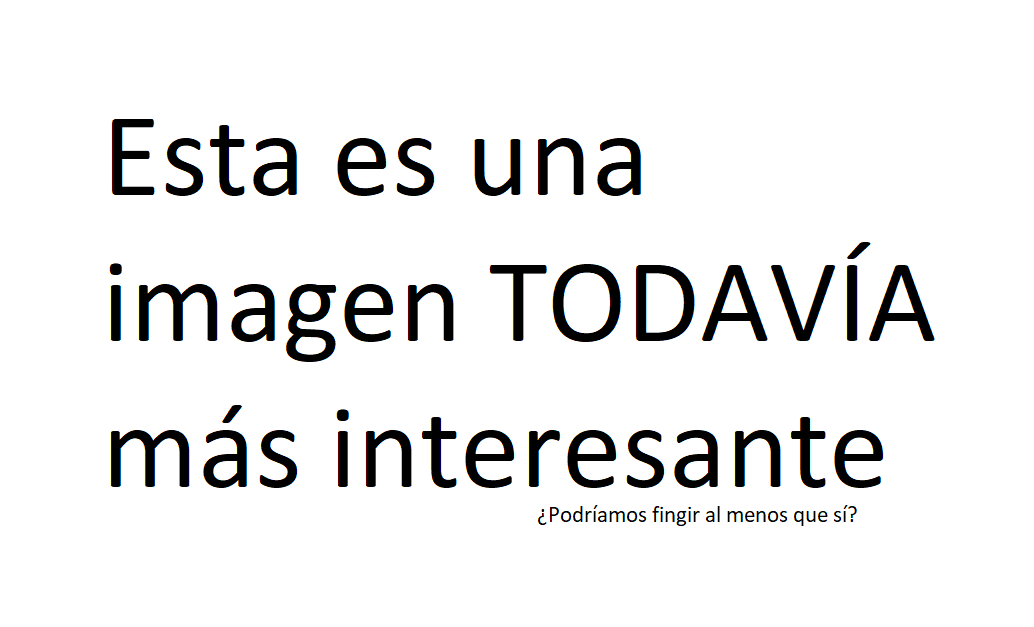 Esta es una
imagen TODAVÍA
más interesante
¿Podríamos fingir al menos que sí?